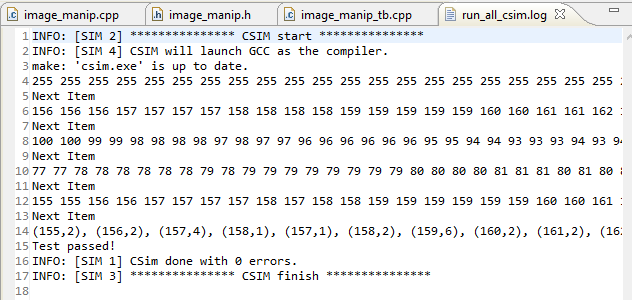 image_manip.cpp image_manip.h image_manip_tb.cpp run_all_csim.log
1 INFO: [SIM 2] *************** CSIM start ***************
2 INFO: [SIM 4] CSIM will launch GCC as the compiler.
3 make: 'csim.exe' is up to date.
4 255 255 255 255 255 255 255 255 255 255 255 255 255 255 255 255 255 255 255 255 255
5 Next Item
6 156 156 156 157 157 157 157 158 158 158 158 158 159 159 159 159 160 160 161 161 162
7 Next Item
8 100 100 99 99 98 98 98 98 97 98 97 97 96 96 96 96 96 96 95 95 94 94 93 93 93 94 93
9 Next Item
10 77 77 78 78 78 78 78 78 79 78 79 79 79 79 79 79 79 79 80 80 80 80 81 81 81 80 81 80
11 Next Item
12 155 155 156 156 157 157 157 157 158 157 158 158 159 159 159 159 159 159 160 160 161
13 Next Item
14 (155,2), (156,2), (157,4), (158,1), (157,1), (158,2), (159,6), (160,2), (161,2),
15 Test passed!
16 INFO: [SIM 1] CSim done with 0 errors.
17 INFO: [SIM 3] *************** CSIM finish ***************
18